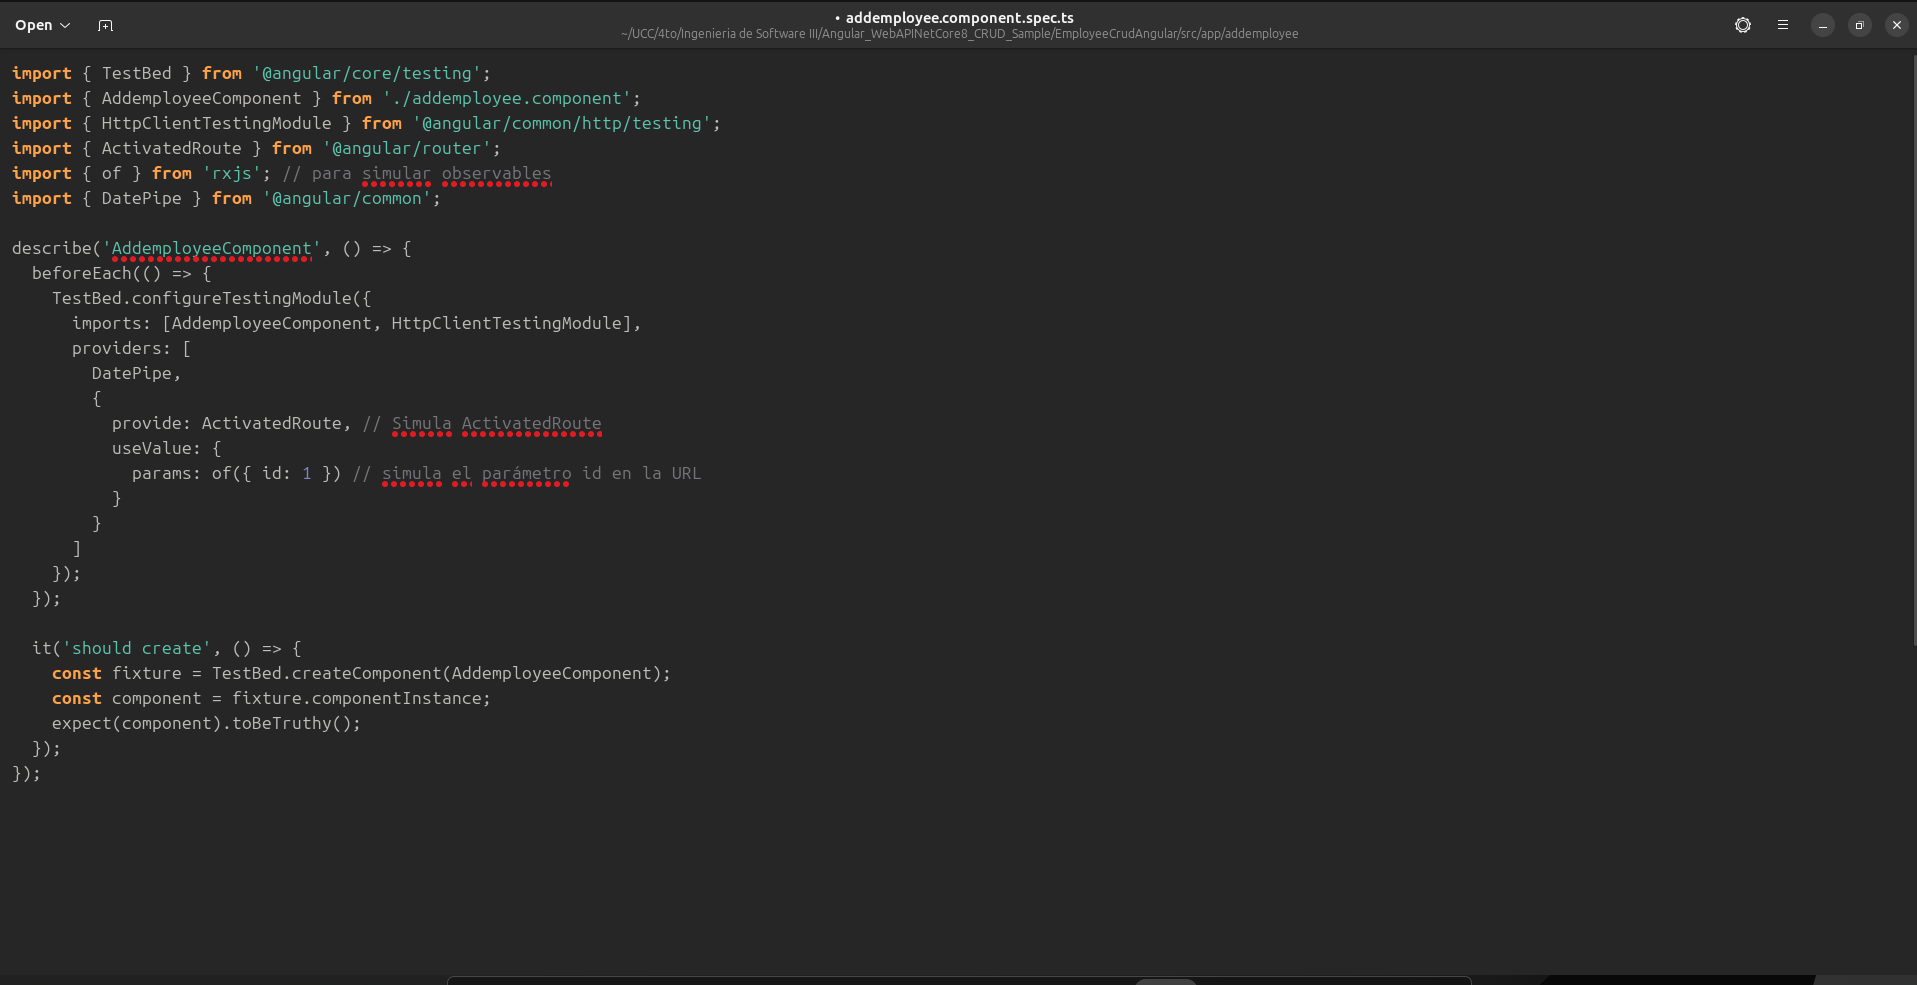 Open
• addemployee.component.spec.ts
~/UCC/4to/Ingenieria de Software III/Angular_WebAPINetCore8_CRUD_Sample/EmployeeCrudAngular/src/app/addemployee
import { TestBed } from '@angular/core/testing';
import { AddemployeeComponent } from './addemployee.component';
import { HttpClientTestingModule } from '@angular/common/http/testing';
import { ActivatedRoute } from '@angular/router';
import { of } from 'rxjs'; // para simular observables
import { DatePipe } from '@angular/common';
describe('AddemployeeComponent', () => {
  beforeEach(() => {
    TestBed.configureTestingModule({
      imports: [AddemployeeComponent, HttpClientTestingModule],
      providers: [
        DatePipe,
        {
          provide: ActivatedRoute, // Simula ActivatedRoute
          useValue: {
            params: of({ id: 1 }) // simula el parámetro id en la URL
          }
        }
      ]
    });
  });
  it('should create', () => {
    const fixture = TestBed.createComponent(AddemployeeComponent);
    const component = fixture.componentInstance;
    expect(component).toBeTruthy();
  });
});